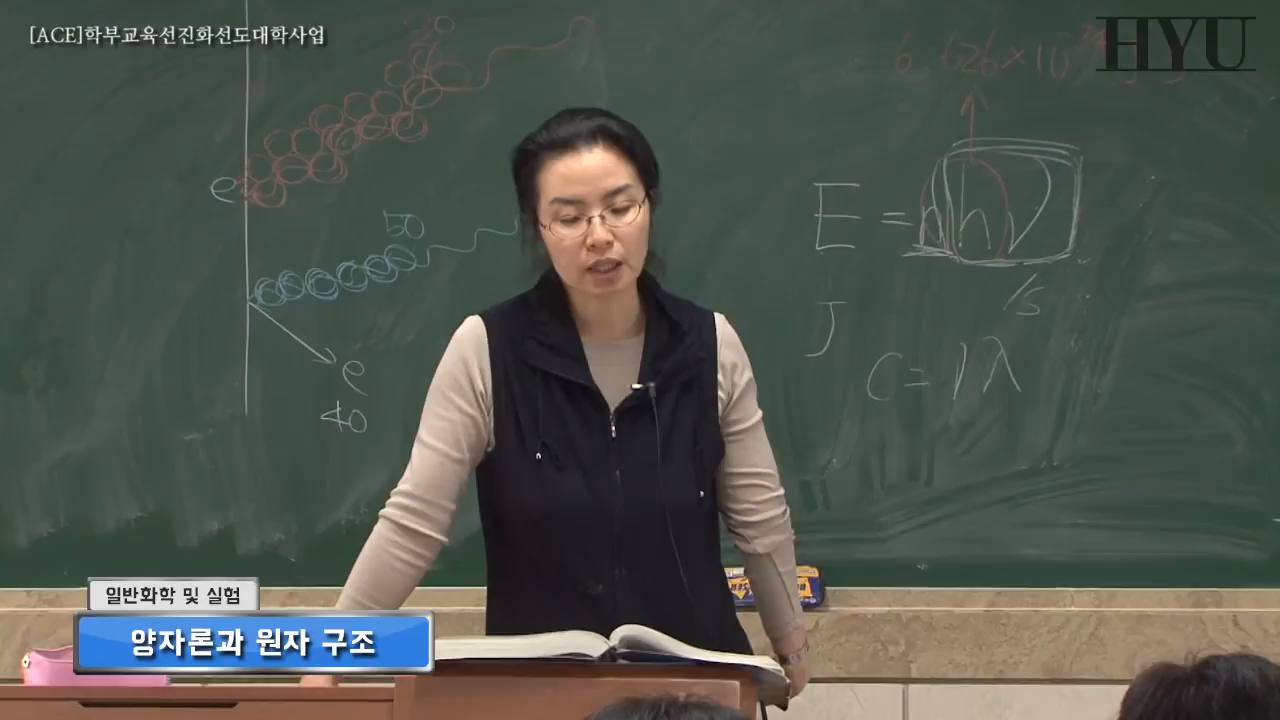 [ACE]학부교육선진화선도대학사업
HYU
6.626×10
E = nhν
e
50
/s
J
C = νλ
e
40
일반화학 및 실험
양자론과 원자 구조